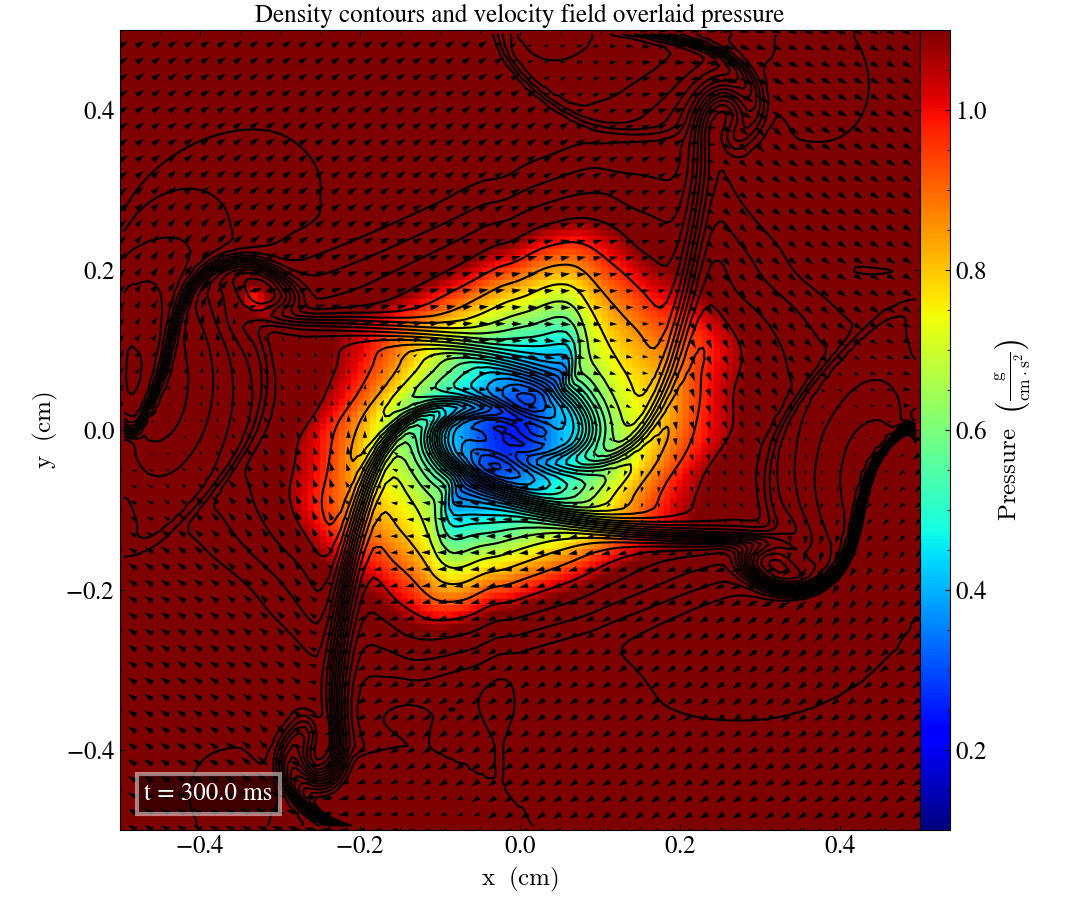 Density contours and velocity field overlaid pressure
0.4
0.2
0.0
−0.2
−0.4
y (cm)
t = 300.0 ms
−0.4 −0.2 0.0 0.2 0.4
x (cm)
1.0
0.8
0.6
0.4
0.2
Pressure (g/cm·s²)